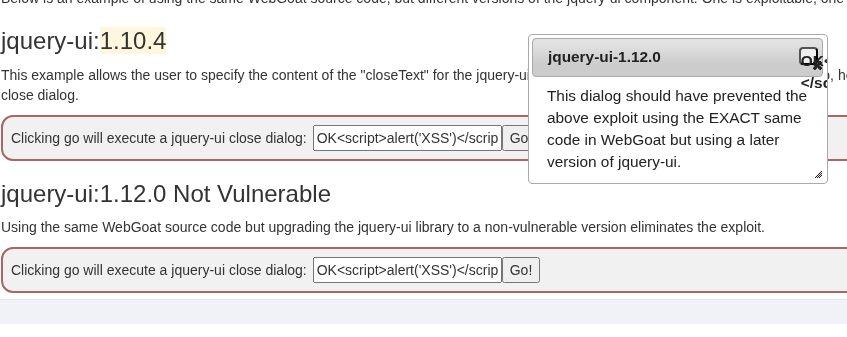 Below is an example of using the same WebGoat source code, but different versions of the jquery-ui component. One is exploitable; one
jquery-ui:1.10.4
This example allows the user to specify the content of the "closeText" for the jquery-ui
close dialog.
Clicking go will execute a jquery-ui close dialog: OK<script>alert('XSS')</scrip Go
jquery-ui-1.12.0
OK<
</sc
This dialog should have prevented the
above exploit using the EXACT same
code in WebGoat but using a later
version of jquery-ui.
jquery-ui:1.12.0 Not Vulnerable
Using the same WebGoat source code but upgrading the jquery-ui library to a non-vulnerable version eliminates the exploit.
Clicking go will execute a jquery-ui close dialog: OK<script>alert('XSS')</scrip Go!